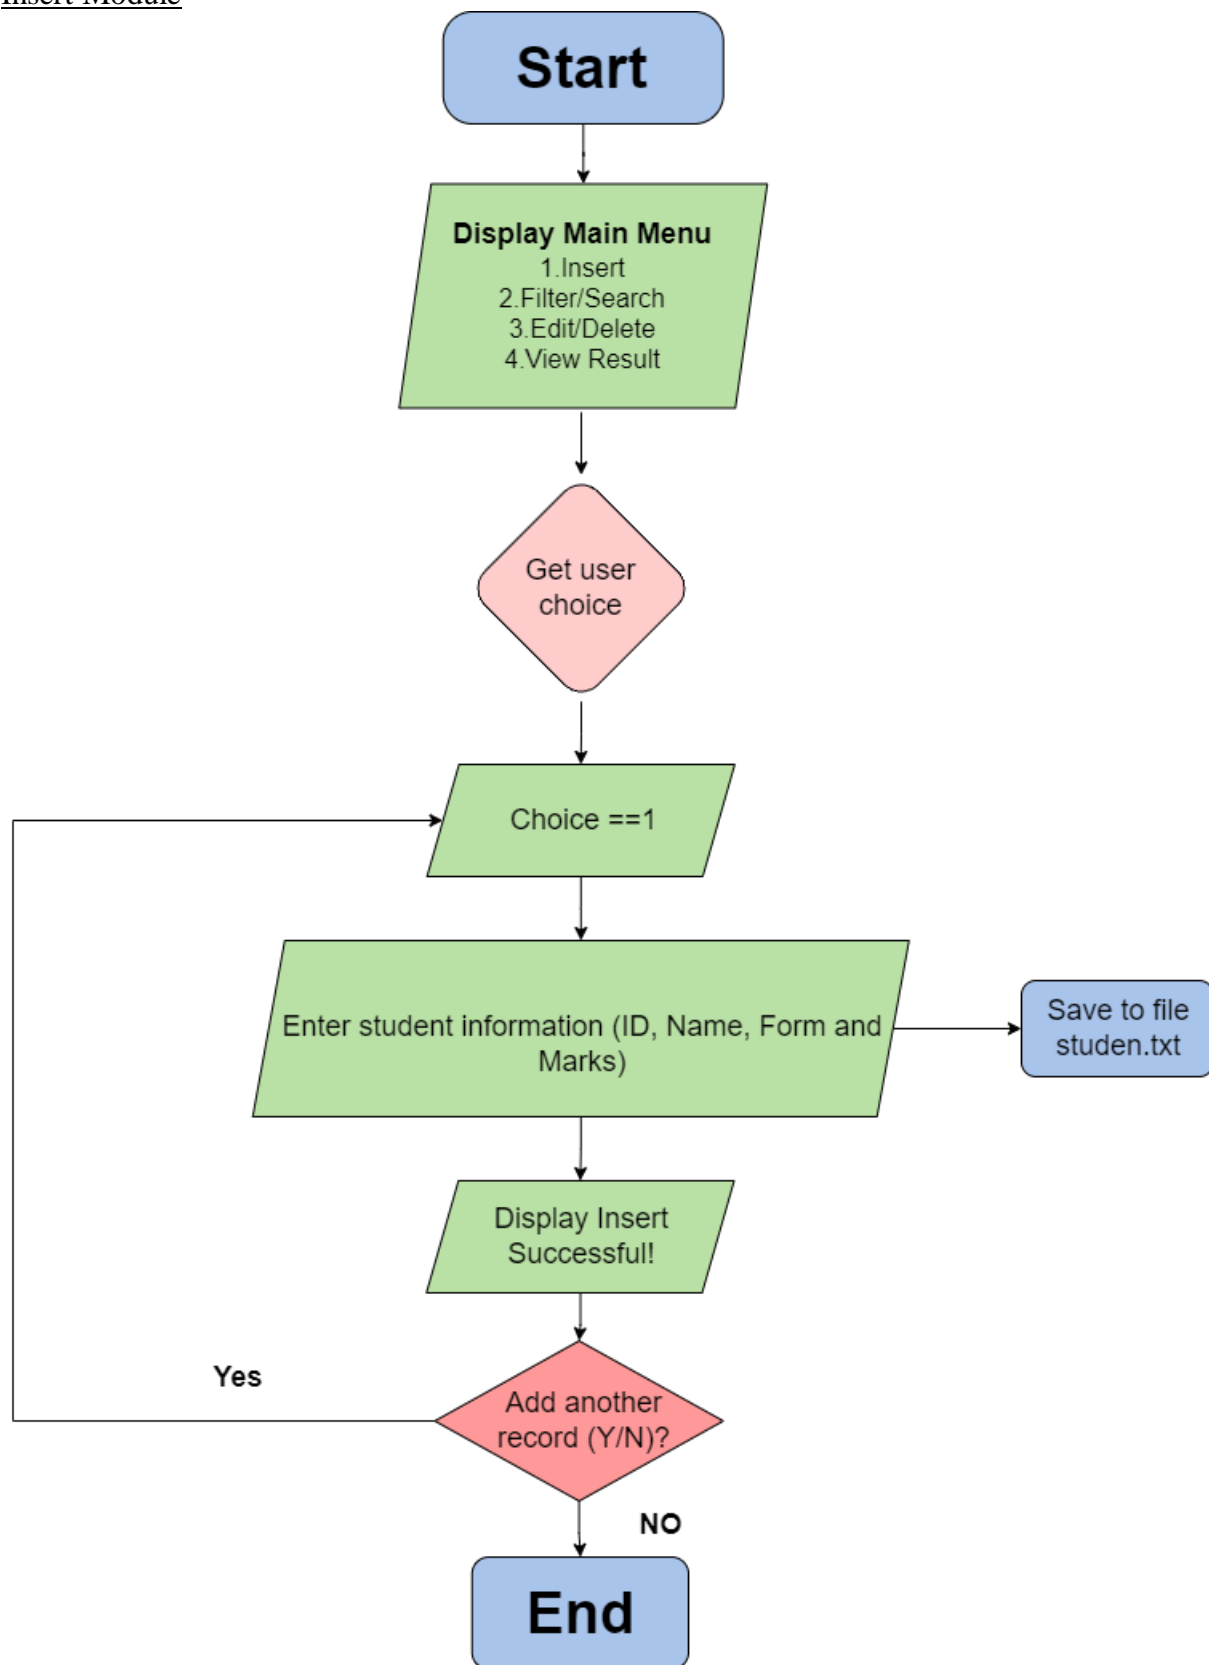 Insert Module
Start
Display Main Menu
1.Insert
2.Filter/Search
3.Edit/Delete
4.View Result
Get user
choice
Choice ==1
Enter student information (ID, Name, Form and
Marks)
Save to file
studen.txt
Display Insert
Successful!
Yes
Add another
record (Y/N)?
NO
End